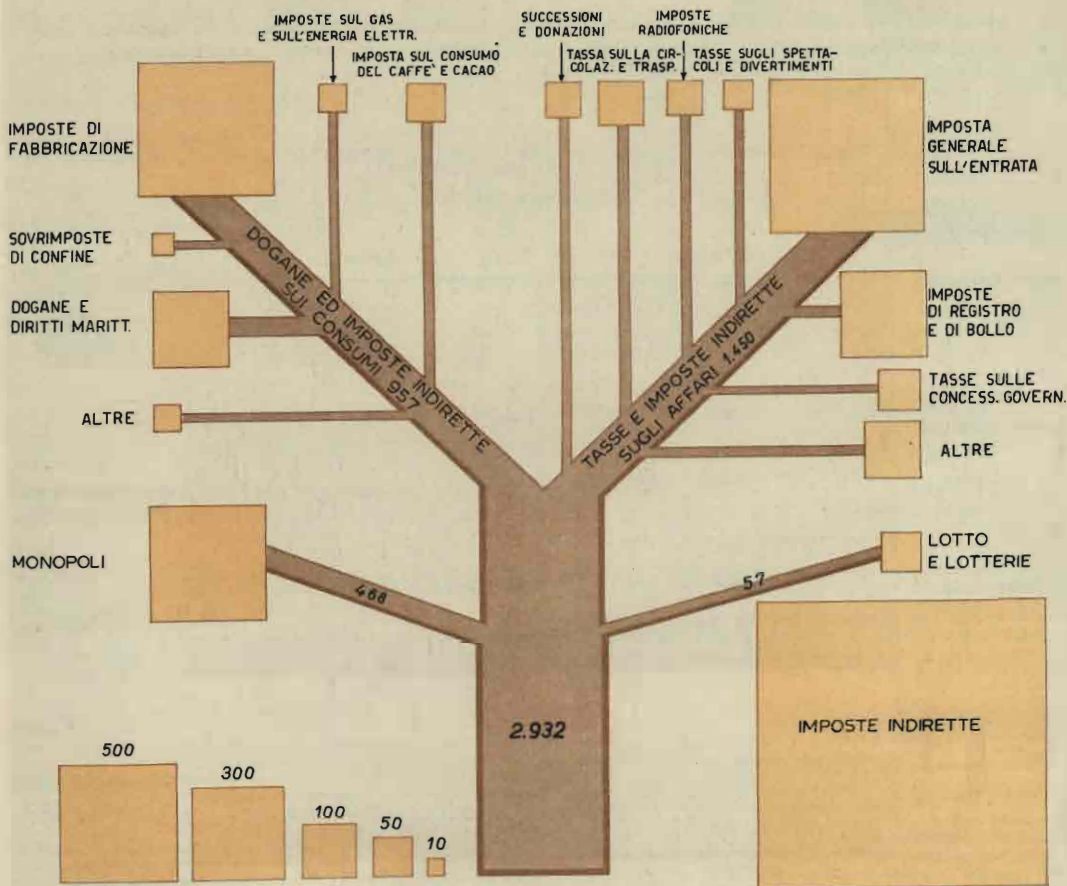 IMPOSTE SUL GAS
E SULL'ENERGIA ELETTR.
IMPOSTA SUL CONSUMO
DEL CAFFE' E CACAO
SUCCESSIONI
E DONAZIONI
IMPOSTE
RADIOFONICHE
TASSA SULLA CIR-
COLAZ. E TRASP.
TASSE SUGLI SPETTA-
COLI E DIVERTIMENTI
IMPOSTE DI
FABBRICAZIONE
IMPOSTA
GENERALE
SULL'ENTRATA
SOVRIMPOSTE
DI CONFINE
DOGANE E
DIRITTI MARITT.
ALTRE
DOGANE ED IMPOSTE INDIRETTE
SUI CONSUMI 957
TASSE E IMPOSTE INDIRETTE
SUGLI AFFARI 1.450
IMPOSTE
DI REGISTRO
E DI BOLLO
TASSE SULLE
CONCESS. GOVERN.
ALTRE
MONOPOLI
468
57
LOTTO
E LOTTERIE
2.932
IMPOSTE INDIRETTE
500
300
100
50
10